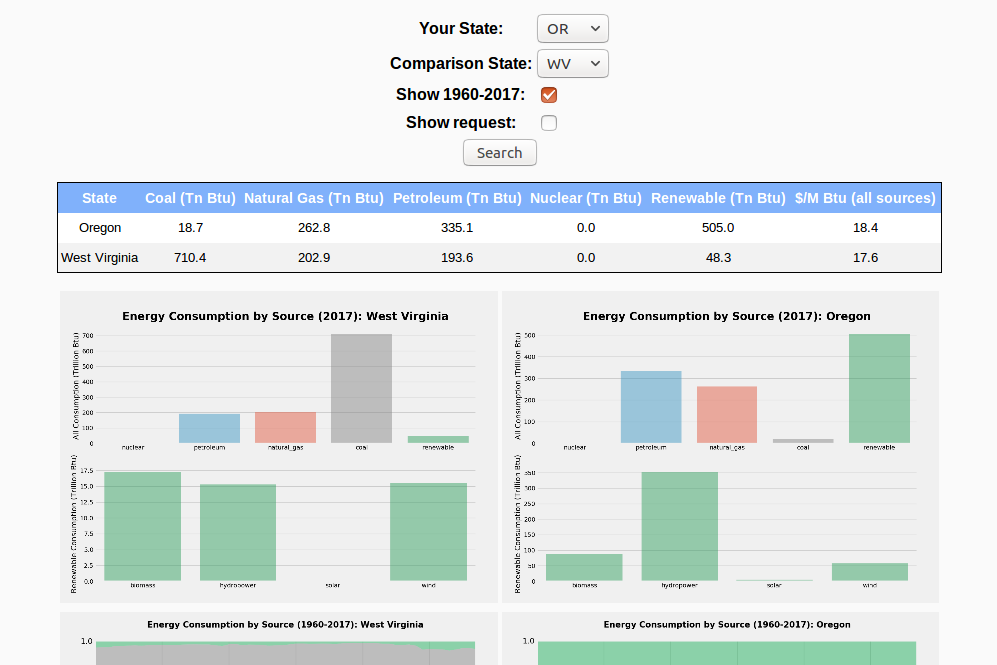 Your State: OR
Comparison State: WV
Show 1960-2017:
Show request:
Search
State Coal (Tn Btu) Natural Gas (Tn Btu) Petroleum (Tn Btu) Nuclear (Tn Btu) Renewable (Tn Btu) $/M Btu (all sources)
Oregon 18.7 262.8 335.1 0.0 505.0 18.4
West Virginia 710.4 202.9 193.6 0.0 48.3 17.6
Energy Consumption by Source (2017): West Virginia
All Consumption (Trillion Btu)
700
600
500
400
300
200
100
0
nuclear petroleum natural_gas coal renewable
Renewable Consumption (Trillion Btu)
17.5
15.0
12.5
10.0
7.5
5.0
2.5
0.0
biomass hydropower solar wind
Energy Consumption by Source (2017): Oregon
All Consumption (Trillion Btu)
500
400
300
200
100
0
nuclear petroleum natural_gas coal renewable
Renewable Consumption (Trillion Btu)
350
300
250
200
150
100
50
0
biomass hydropower solar wind
Energy Consumption by Source (1960-2017): West Virginia
1.0
Energy Consumption by Source (1960-2017): Oregon
1.0